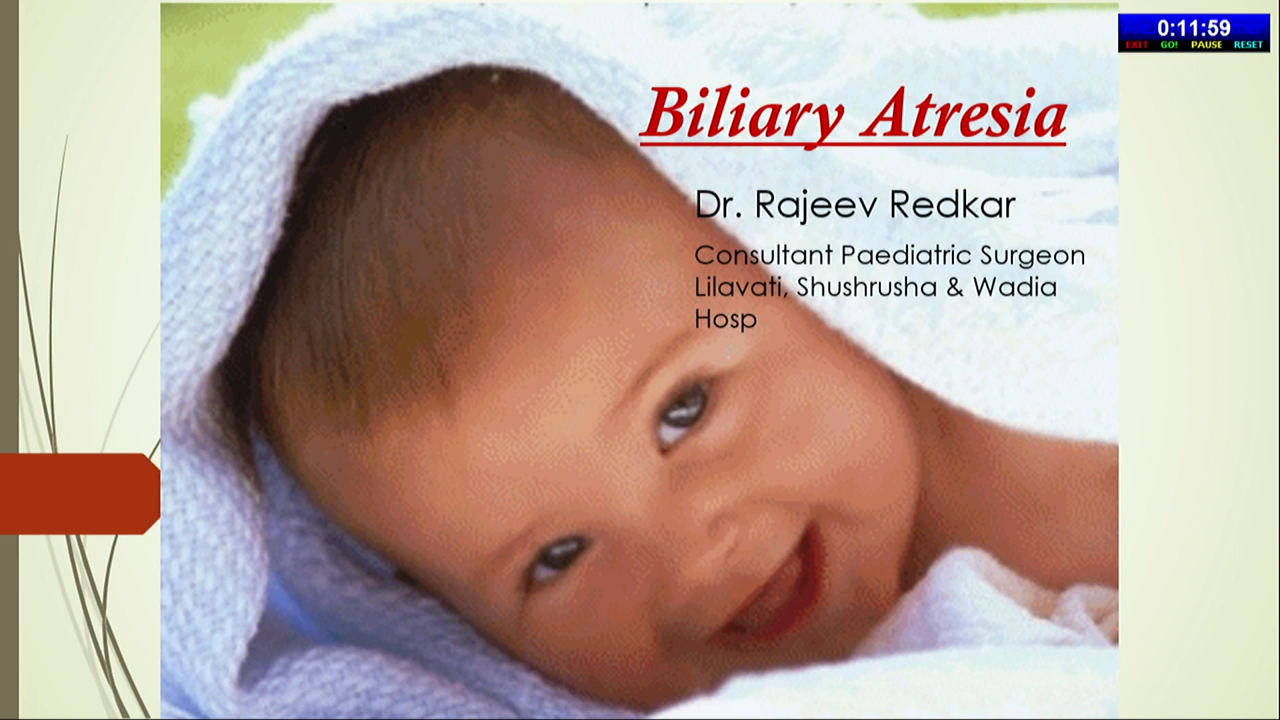 0:11:59
EXIT GO! PAUSE RESET
Biliary Atresia
Dr. Rajeev Redkar
Consultant Paediatric Surgeon
Lilavati, Shushrusha & Wadia
Hosp